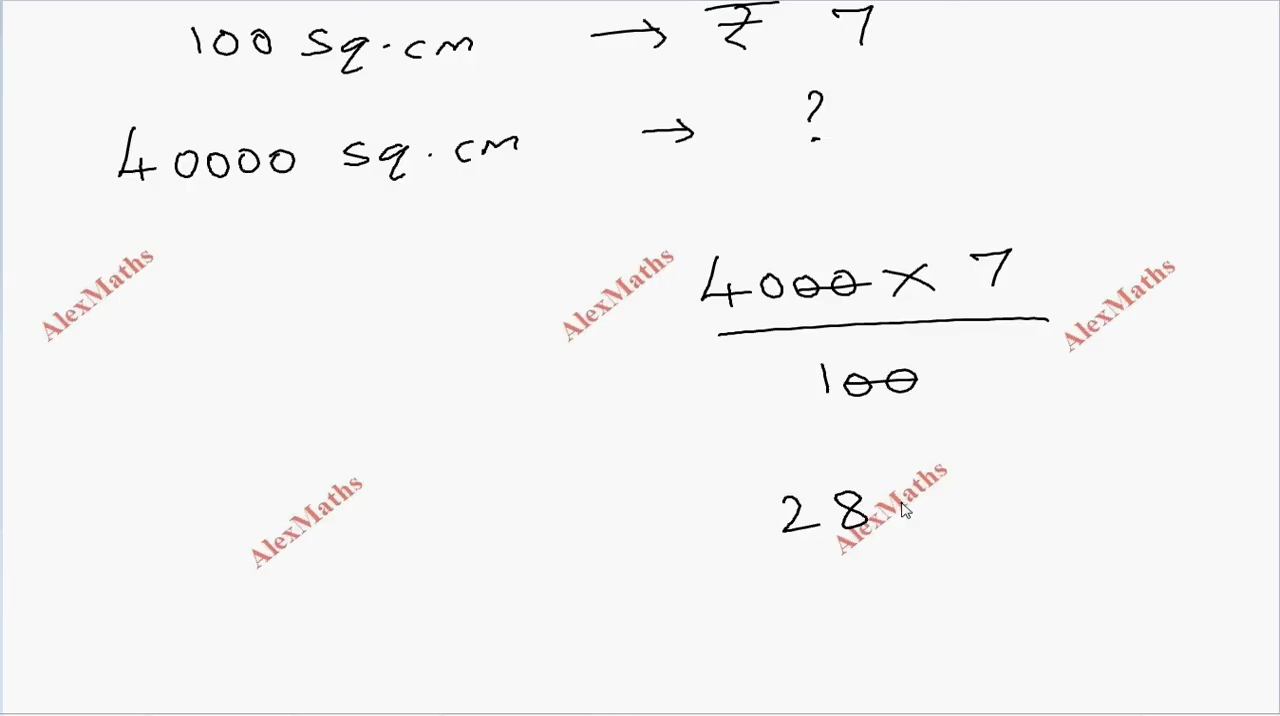 100 sq.cm → ₹ 7
40000 sq.cm → ?
4000 × 7
100
28
AlexMaths
AlexMaths
AlexMaths
AlexMaths
AlexMaths